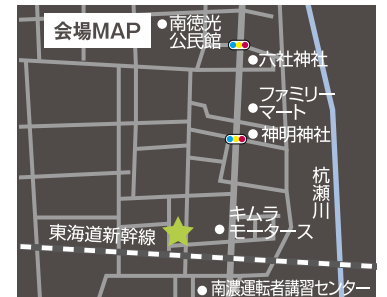 会場MAP
南徳光
公民館
六社神社
ファミリー
マート
神明神社
杭瀬川
キムラ
モータース
東海道新幹線
南濃運転者講習センター